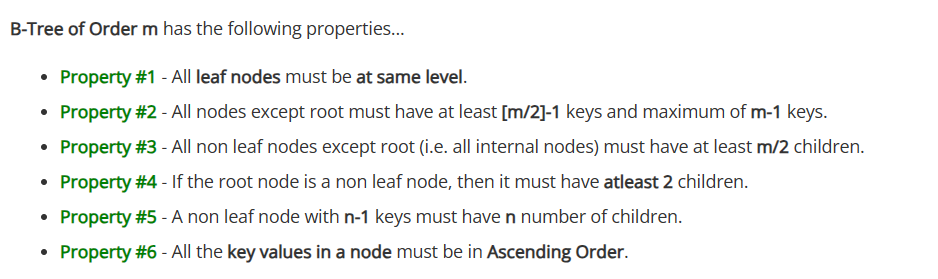 B-Tree of Order m has the following properties...
• Property #1 - All leaf nodes must be at same level.
• Property #2 - All nodes except root must have at least [m/2]-1 keys and maximum of m-1 keys.
• Property #3 - All non leaf nodes except root (i.e. all internal nodes) must have at least m/2 children.
• Property #4 - If the root node is a non leaf node, then it must have atleast 2 children.
• Property #5 - A non leaf node with n-1 keys must have n number of children.
• Property #6 - All the key values in a node must be in Ascending Order.